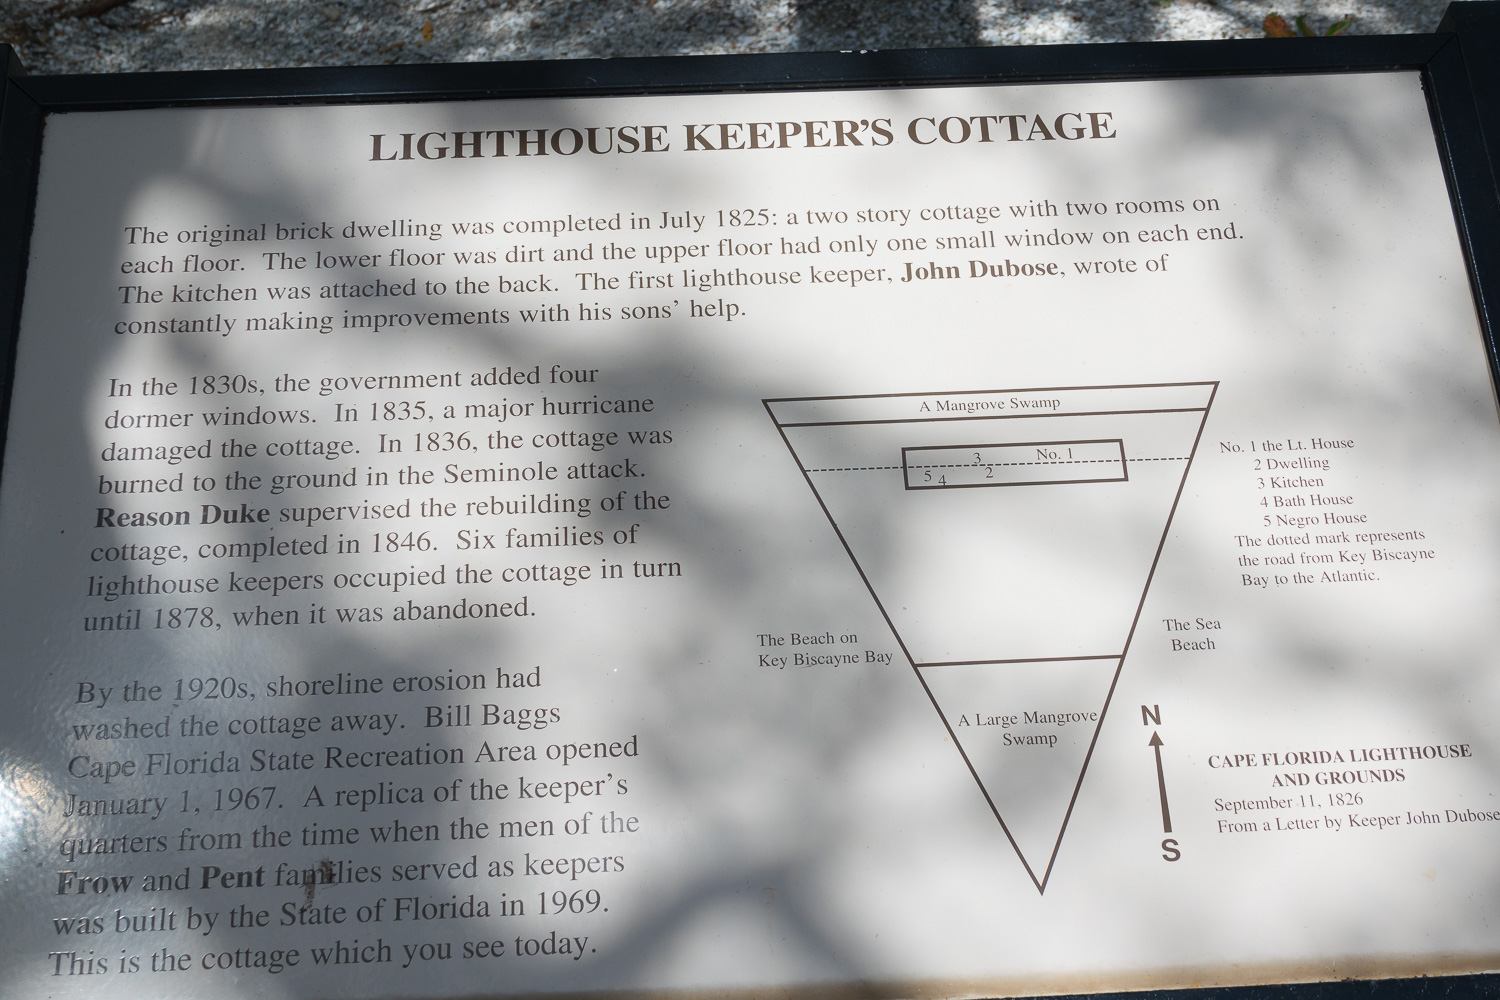 LIGHTHOUSE KEEPER'S COTTAGE
The original brick dwelling was completed in July 1825: a two story cottage with two rooms on
each floor. The lower floor was dirt and the upper floor had only one small window on each end.
The kitchen was attached to the back. The first lighthouse keeper, John Dubose, wrote of
constantly making improvements with his sons' help.
In the 1830s, the government added four
dormer windows. In 1835, a major hurricane
damaged the cottage. In 1836, the cottage was
burned to the ground in the Seminole attack.
Reason Duke supervised the rebuilding of the
cottage, completed in 1846. Six families of
lighthouse keepers occupied the cottage in turn
until 1878, when it was abandoned.
By the 1920s, shoreline erosion had
washed the cottage away. Bill Baggs
Cape Florida State Recreation Area opened
January 1, 1967. A replica of the keeper's
quarters from the time when the men of the
Frow and Pent families served as keepers
was built by the State of Florida in 1969.
This is the cottage which you see today.
A Mangrove Swamp
3 No. 1
5 4 2
No. 1 the Lt. House
2 Dwelling
3 Kitchen
4 Bath House
5 Negro House
The dotted mark represents
the road from Key Biscayne
Bay to the Atlantic.
The Beach on
Key Biscayne Bay
The Sea
Beach
A Large Mangrove
Swamp
N
S
CAPE FLORIDA LIGHTHOUSE
AND GROUNDS
September 11, 1826
From a Letter by Keeper John Dubose